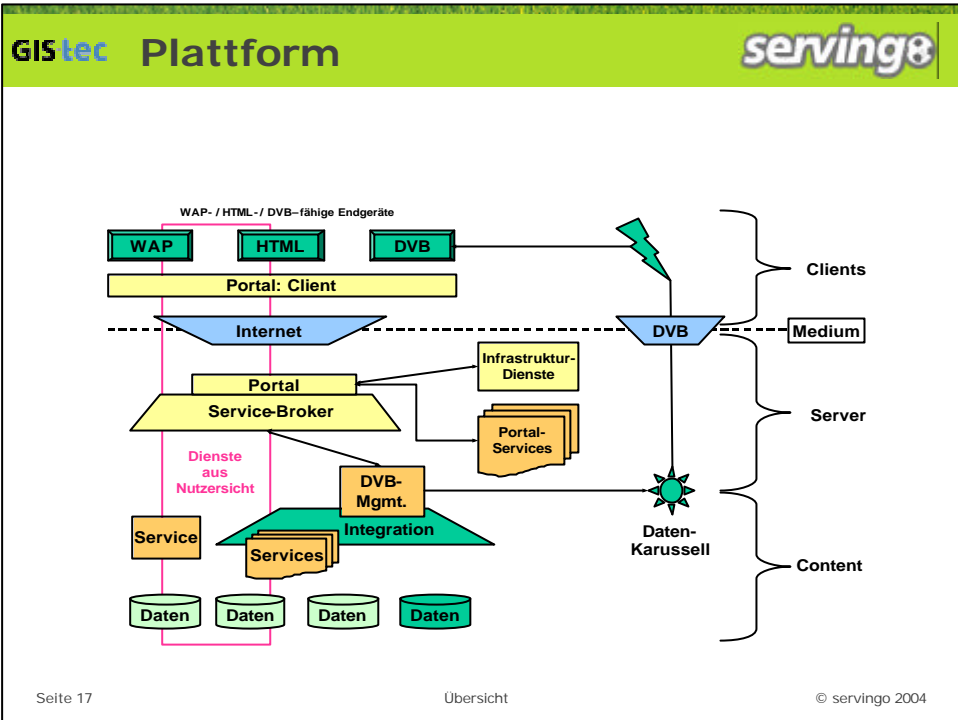 GIStec Plattform servingo
WAP- / HTML-/ DVB–fähige Endgeräte
WAP HTML DVB
Portal: Client
Clients
Internet
DVB
Medium
Infrastruktur-
Dienste
Portal
Service-Broker
Portal-
Services
Server
Dienste
aus
Nutzersicht
DVB-
Mgmt.
Integration
Service
Services
Daten-
Karussell
Content
Daten Daten Daten Daten
Seite 17 Übersicht © servingo 2004